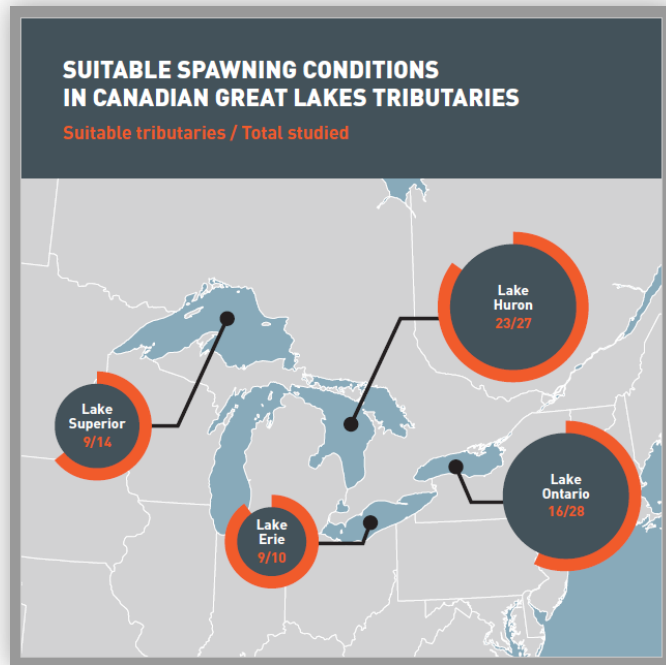 SUITABLE SPAWNING CONDITIONS
IN CANADIAN GREAT LAKES TRIBUTARIES
Suitable tributaries / Total studied
Lake
Huron
23/27
Lake
Superior
9/14
Lake
Ontario
16/28
Lake
Erie
9/10